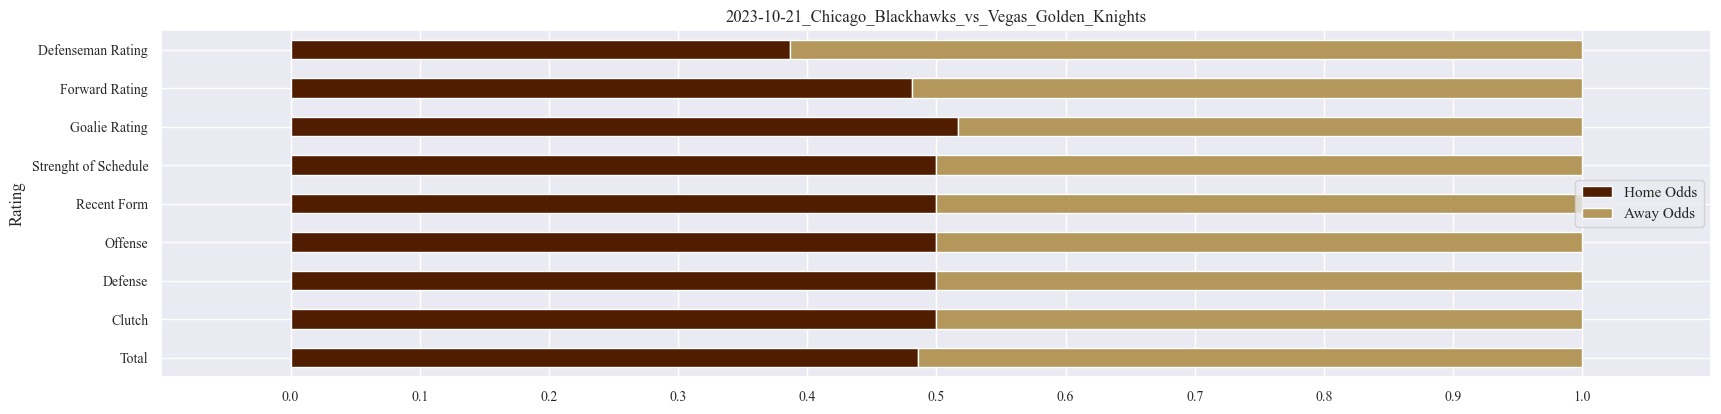 2023-10-21_Chicago_Blackhawks_vs_Vegas_Golden_Knights
Rating
Defenseman Rating
Forward Rating
Goalie Rating
Strenght of Schedule
Recent Form
Offense
Defense
Clutch
Total
Home Odds
Away Odds
0.0 0.1 0.2 0.3 0.4 0.5 0.6 0.7 0.8 0.9 1.0